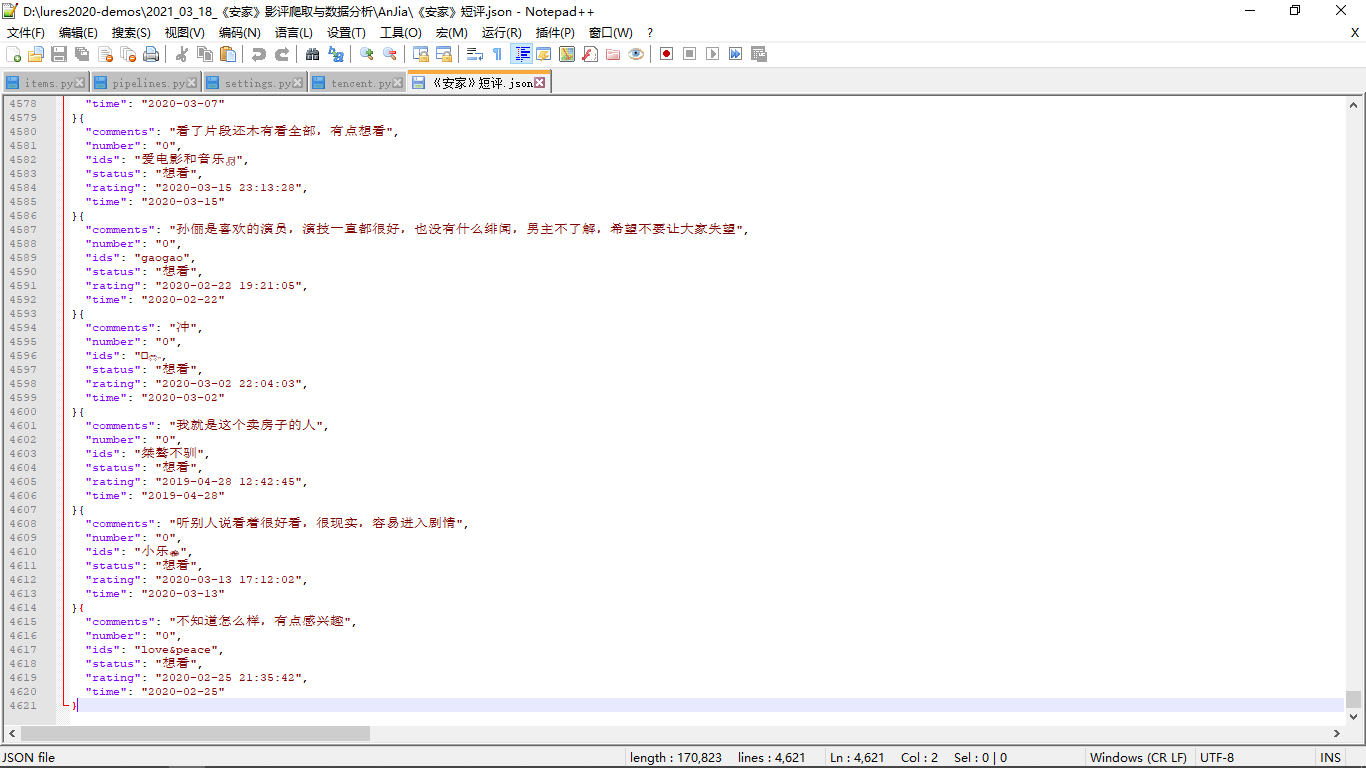 D:\lures2020-demos\2021_03_18_《安家》影评爬取与数据分析\AnJia\《安家》短评.json - Notepad++
文件(F) 编辑(E) 搜索(S) 视图(V) 编码(N) 语言(L) 设置(T) 工具(O) 宏(M) 运行(R) 插件(P) 窗口(W) ? X
items.py pipelines.py settings.py tencent.py 《安家》短评.json
4578 "time": "2020-03-07"
4579 }{
4580 "comments": "看了片段还木有看全部，有点想看",
4581 "number": "0",
4582 "ids": "爱电影和音乐🎵",
4583 "status": "想看",
4584 "rating": "2020-03-15 23:13:28",
4585 "time": "2020-03-15"
4586 }{
4587 "comments": "孙俪是喜欢的演员，演技一直都很好，也没有什么绯闻，男主不了解，希望不要让大家失望",
4588 "number": "0",
4589 "ids": "gaogao",
4590 "status": "想看",
4591 "rating": "2020-02-22 19:21:05",
4592 "time": "2020-02-22"
4593 }{
4594 "comments": "冲",
4595 "number": "0",
4596 "ids": "
4597 "status": "想看",
4598 "rating": "2020-03-02 22:04:03",
4599 "time": "2020-03-02"
4600 }{
4601 "comments": "我就是这个卖房子的人",
4602 "number": "0",
4603 "ids": "桀骜不驯",
4604 "status": "想看",
4605 "rating": "2019-04-28 12:42:45",
4606 "time": "2019-04-28"
4607 }{
4608 "comments": "听别人说看着很好看，很现实，容易进入剧情",
4609 "number": "0",
4610 "ids": "小乐",
4611 "status": "想看",
4612 "rating": "2020-03-13 17:12:02",
4613 "time": "2020-03-13"
4614 }{
4615 "comments": "不知道怎么样，有点感兴趣",
4616 "number": "0",
4617 "ids": "love&peace",
4618 "status": "想看",
4619 "rating": "2020-02-25 21:35:42",
4620 "time": "2020-02-25"
4621 }
JSON file length : 170,823 lines : 4,621 Ln : 4,621 Col : 2 Sel : 0 | 0 Windows (CR LF) UTF-8 INS